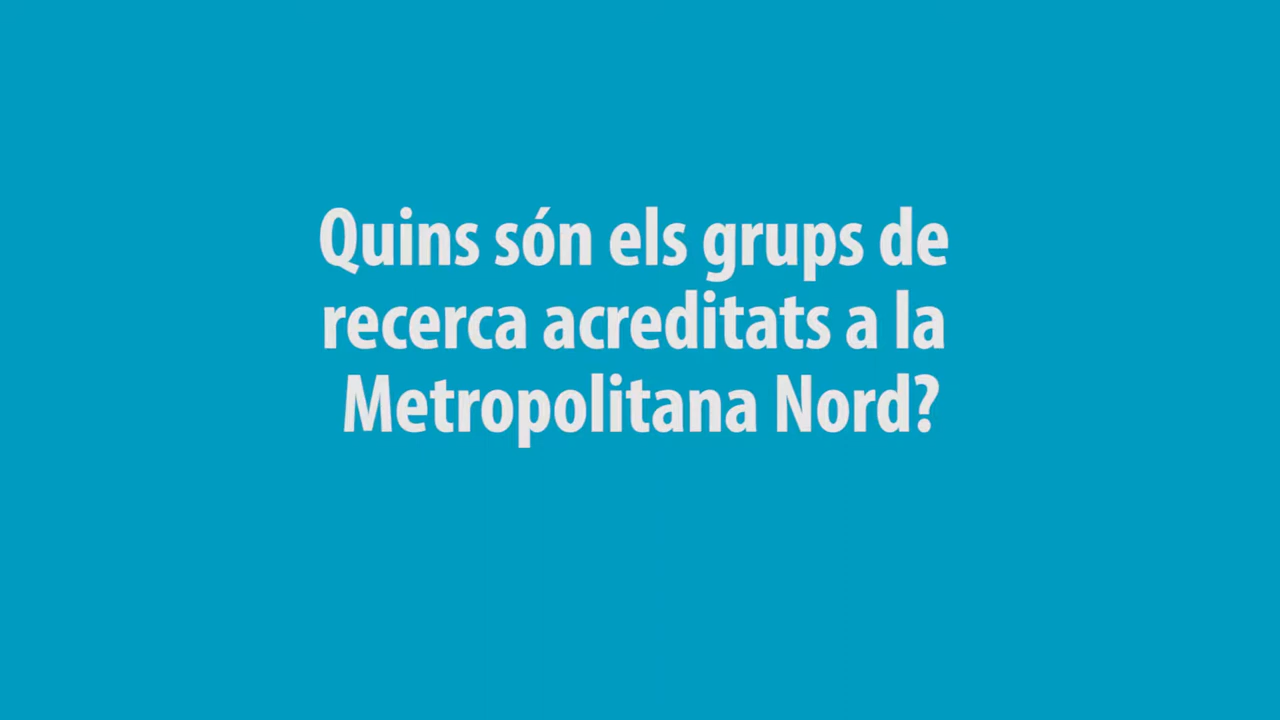 Quins són els grups de
recerca acreditats a la
Metropolitana Nord?